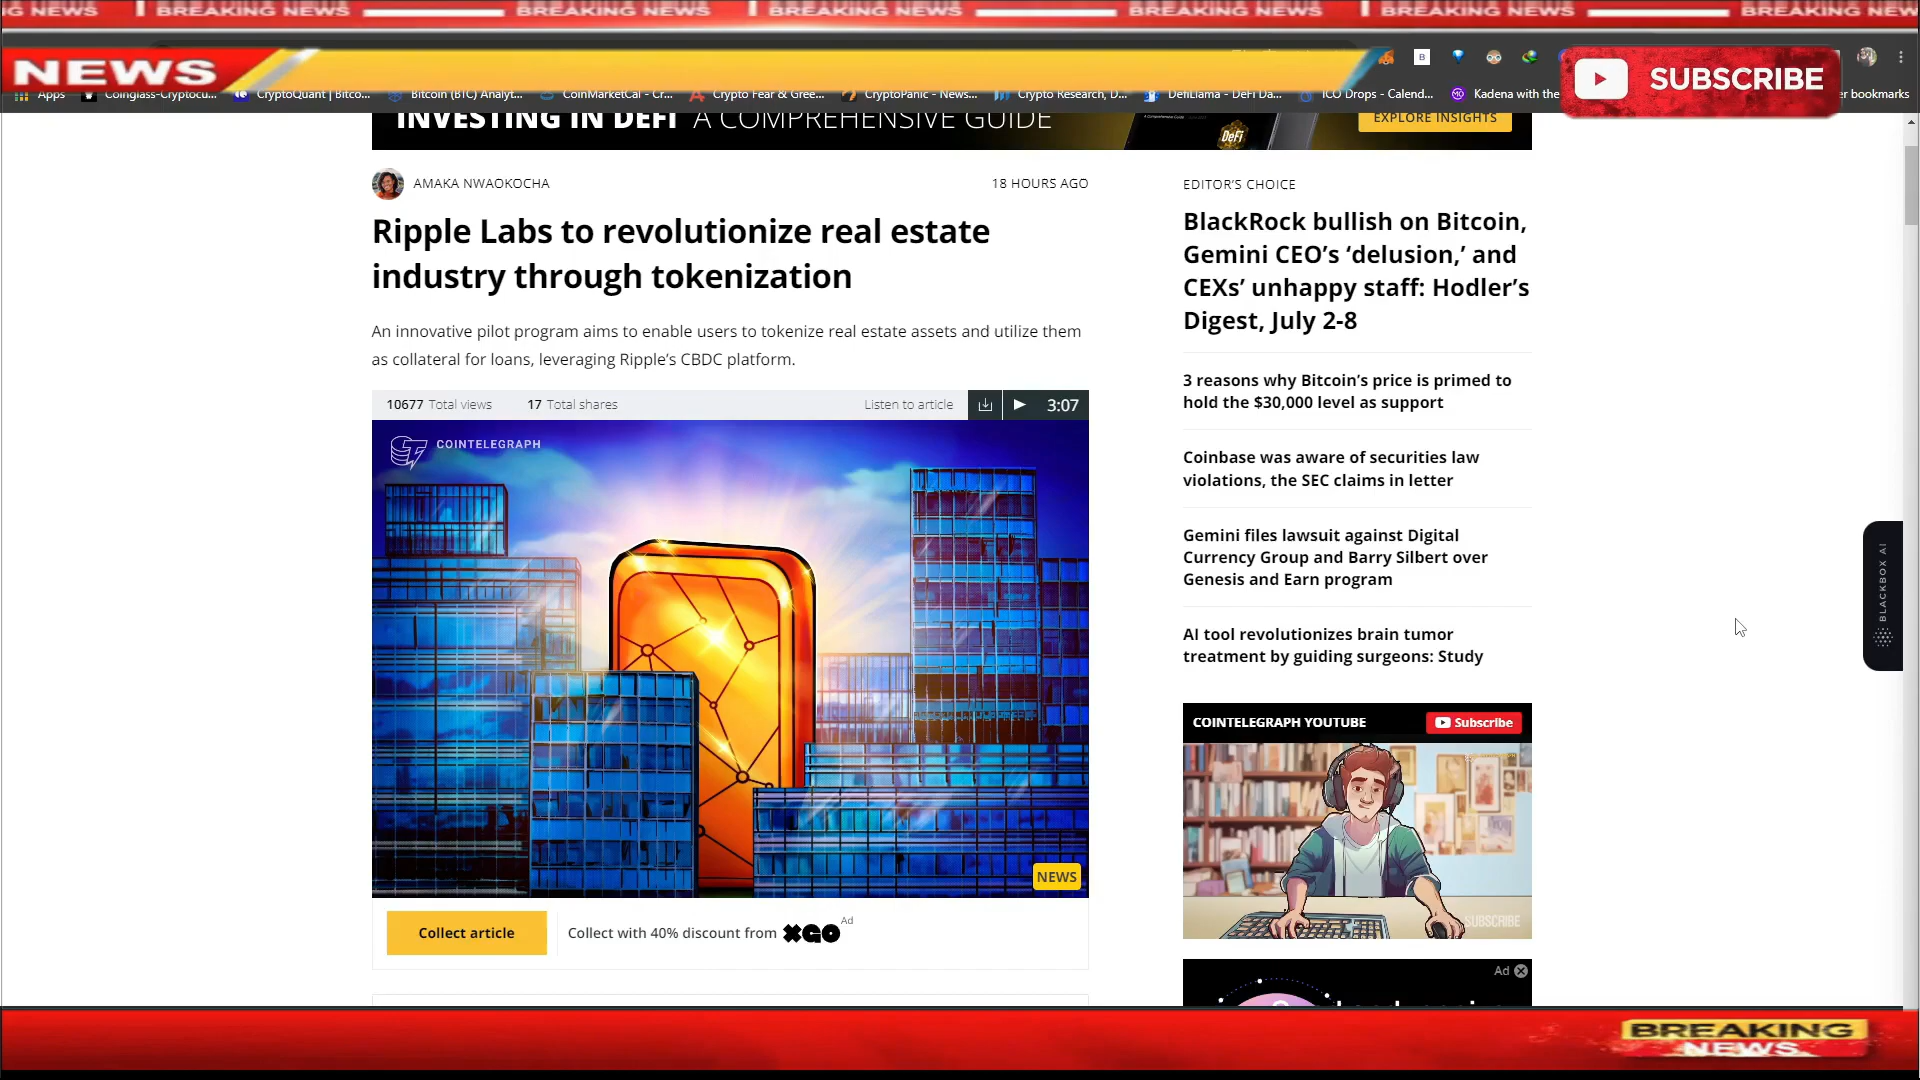 G NEWS BREAKING NEWS BREAKING NEWS BREAKING NEWS BREAKING NEWS BREAKING NEWS BREAKING NEW
NEWS
SUBSCRIBE
Apps Coinglass-Cryptocu... CryptoQuant | Bitco... Bitcoin (BTC) Analyt... CoinMarketCal - Cr... Crypto Fear & Gree... CryptoPanic - News... Crypto Research, D... DefiLlama - DeFi Da... ICO Drops - Calend... Kadena with the er bookmarks
INVESTING IN DEFI A COMPREHENSIVE GUIDE
DeFi
EXPLORE INSIGHTS
AMAKA NWAOKOCHA
18 HOURS AGO
Ripple Labs to revolutionize real estate
industry through tokenization
An innovative pilot program aims to enable users to tokenize real estate assets and utilize them
as collateral for loans, leveraging Ripple’s CBDC platform.
10677 Total views 17 Total shares Listen to article 3:07
COINTELEGRAPH
NEWS
Collect article
Collect with 40% discount from XGO Ad
EDITOR’S CHOICE
BlackRock bullish on Bitcoin,
Gemini CEO’s ‘delusion,’ and
CEXs’ unhappy staff: Hodler’s
Digest, July 2-8
3 reasons why Bitcoin’s price is primed to
hold the $30,000 level as support
Coinbase was aware of securities law
violations, the SEC claims in letter
Gemini files lawsuit against Digital
Currency Group and Barry Silbert over
Genesis and Earn program
AI tool revolutionizes brain tumor
treatment by guiding surgeons: Study
COINTELEGRAPH YOUTUBE
Subscribe
SUBSCRIBE
Ad
BLACKBOX AI
BREAKING
NEWS